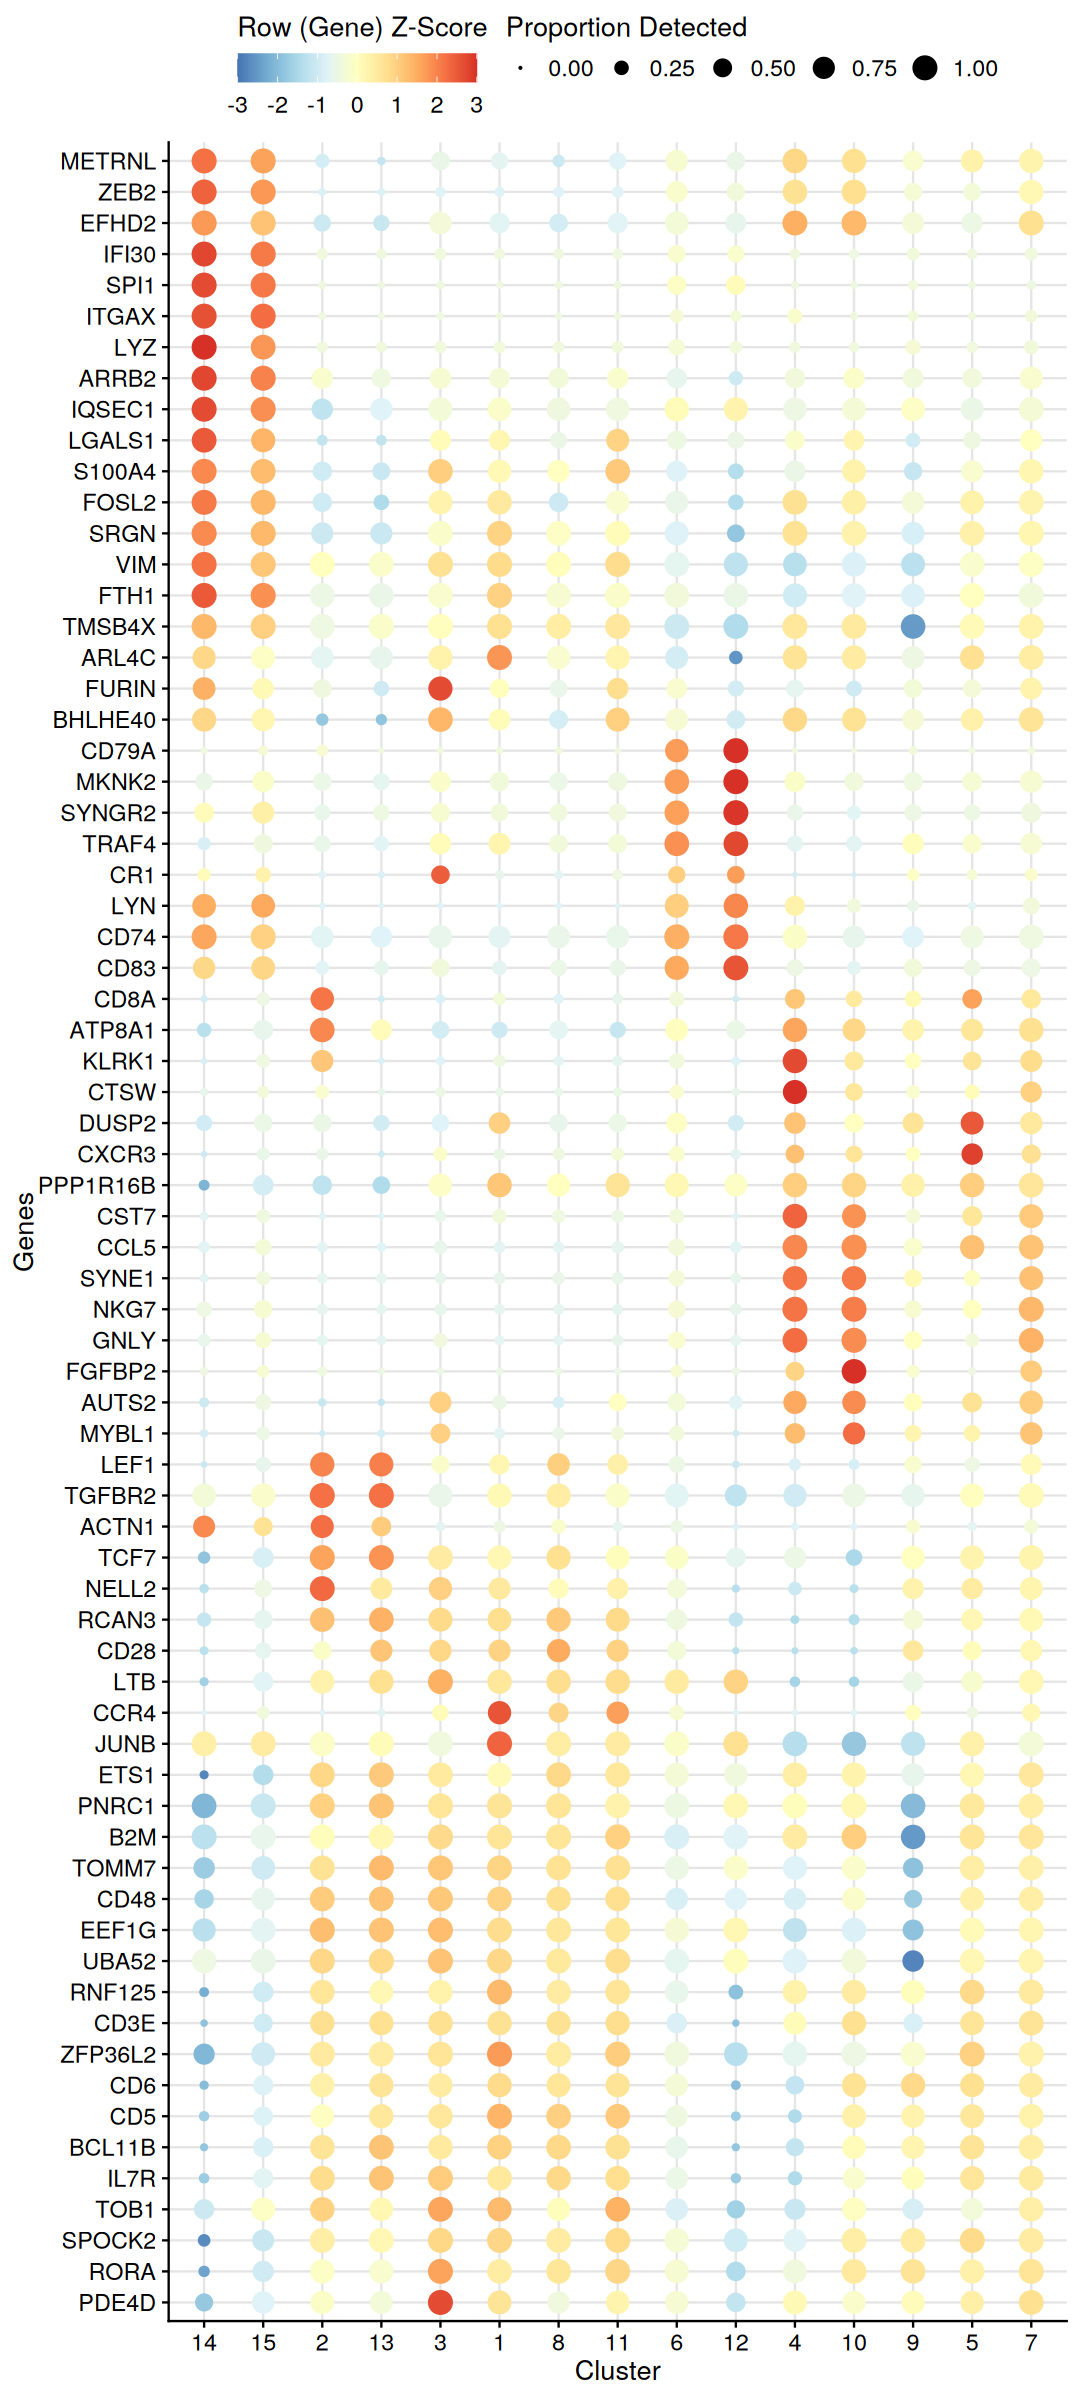 Row (Gene) Z-Score Proportion Detected
0.00 0.25 0.50 0.75 1.00
-3 -2 -1 0 1 2 3
METRNL
ZEB2
EFHD2
IFI30
SPI1
ITGAX
LYZ
ARRB2
IQSEC1
LGALS1
S100A4
FOSL2
SRGN
VIM
FTH1
TMSB4X
ARL4C
FURIN
BHLHE40
CD79A
MKNK2
SYNGR2
TRAF4
CR1
LYN
CD74
CD83
CD8A
ATP8A1
KLRK1
CTSW
DUSP2
CXCR3
PPP1R16B
CST7
CCL5
SYNE1
NKG7
GNLY
FGFBP2
AUTS2
MYBL1
LEF1
TGFBR2
ACTN1
TCF7
NELL2
RCAN3
CD28
LTB
CCR4
JUNB
ETS1
PNRC1
B2M
TOMM7
CD48
EEF1G
UBA52
RNF125
CD3E
ZFP36L2
CD6
CD5
BCL11B
IL7R
TOB1
SPOCK2
RORA
PDE4D
Genes
14 15 2 13 3 1 8 11 6 12 4 10 9 5 7
Cluster